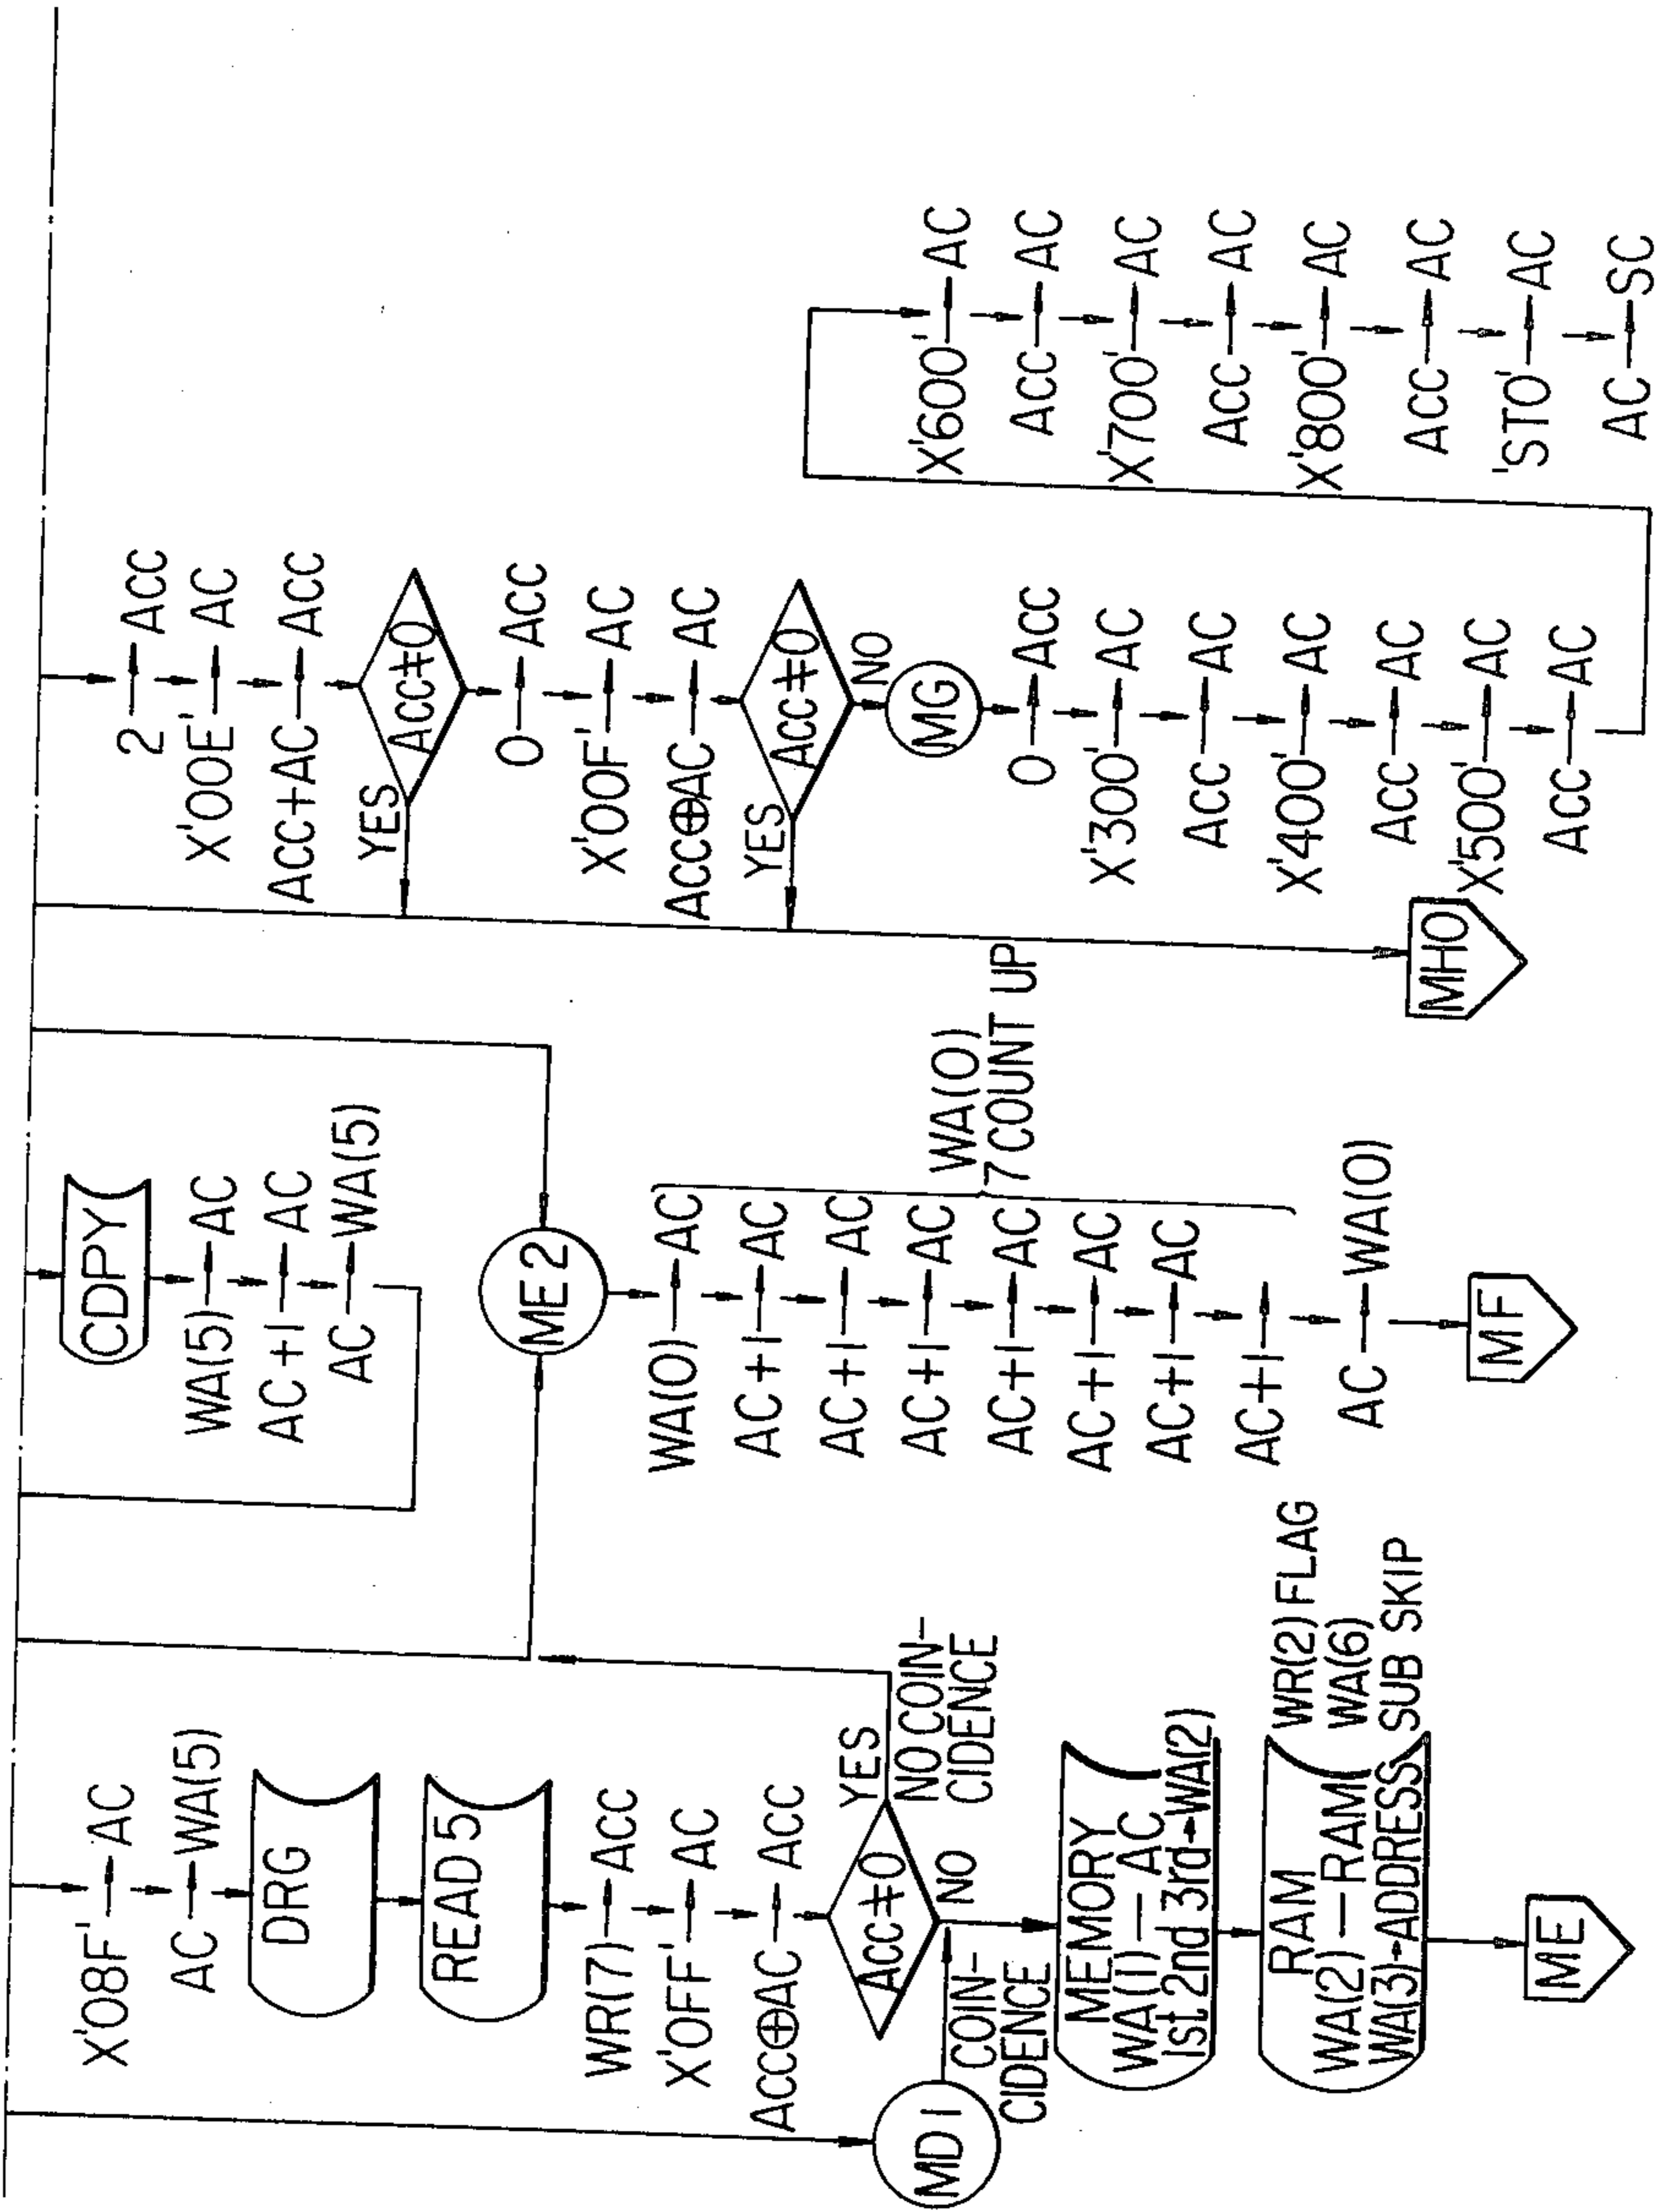 X'08F' AC
AC WA(5)
DRG
READ 5
WR(7) ACC
X'0FF' AC
ACC⊕AC ACC
ACC≠0
YES
NO
NO COIN-
CIDENCE
MD1
COIN-
CIDENCE
MEMORY
WA(1)—AC
1st 2nd 3rd WA(2)
RAM
WA(2)—RAM
WA(3) ADDRESS
WR(2) FLAG
WA(6)
SUB SKIP
ME
CDPY
WA(5) AC
AC+1 AC
AC WA(5)
ME2
WA(0) AC
AC+1 AC
AC+1 AC
AC+1 AC
AC+1 AC
AC+1 AC
AC+1 AC
AC+1
WA(0)
7 COUNT UP
AC WA(0)
MF
2 ACC
X'00E' AC
ACC+AC ACC
ACC≠0
YES
0 ACC
X'00F' AC
ACC⊕AC AC
ACC≠0
YES
NO
MG
MHO
0 ACC
X'300' AC
ACC AC
X'400' AC
ACC AC
X'500' AC
ACC AC
X'600' AC
ACC AC
X'700' AC
ACC AC
X'800' AC
ACC AC
'STO' AC
AC SC